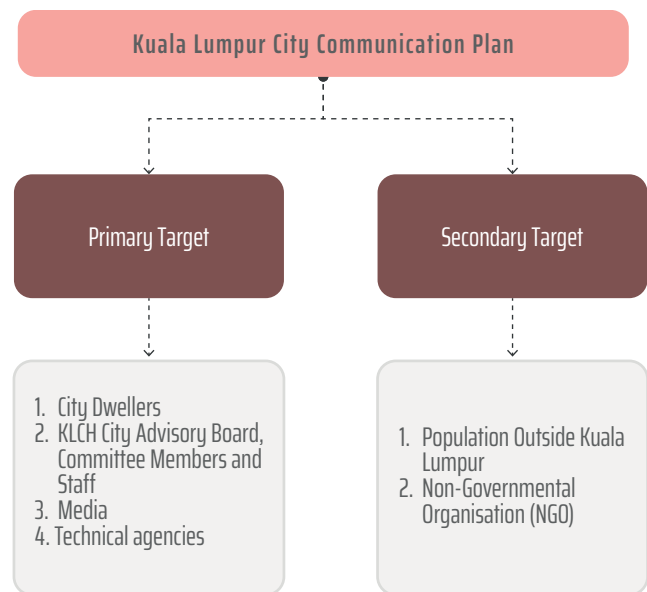 Kuala Lumpur City Communication Plan
Primary Target
Secondary Target
1. City Dwellers
2. KLCH City Advisory Board,
Committee Members and
Staff
3. Media
4. Technical agencies
1. Population Outside Kuala
Lumpur
2. Non-Governmental
Organisation (NGO)